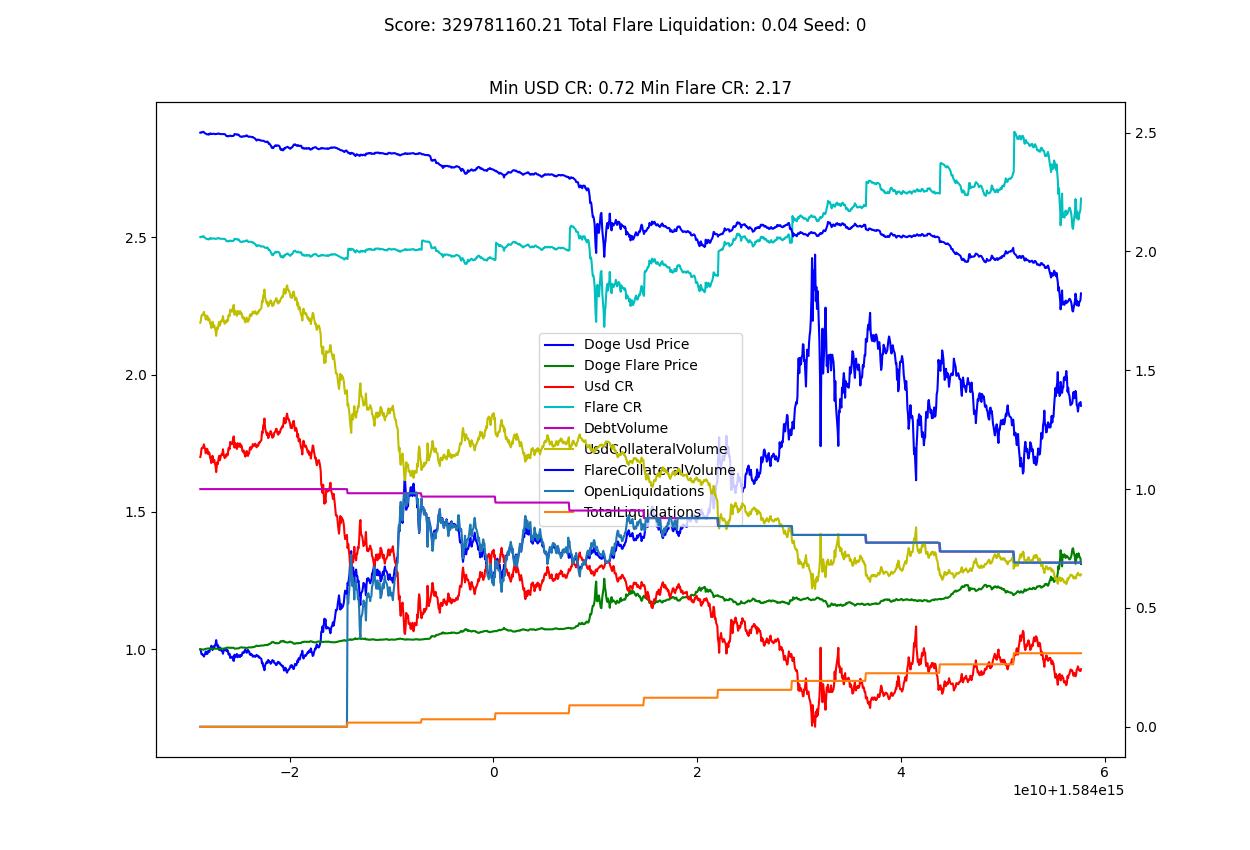 Score: 329781160.21 Total Flare Liquidation: 0.04 Seed: 0
Min USD CR: 0.72 Min Flare CR: 2.17
2.5
2.0
1.5
1.0
2.5
2.0
1.5
1.0
0.5
0.0
Doge Usd Price
Doge Flare Price
Usd CR
Flare CR
DebtVolume
UsdCollateralVolume
FlareCollateralVolume
OpenLiquidations
TotalLiquidations
−2 0 2 4 6
1e10+1.584e15